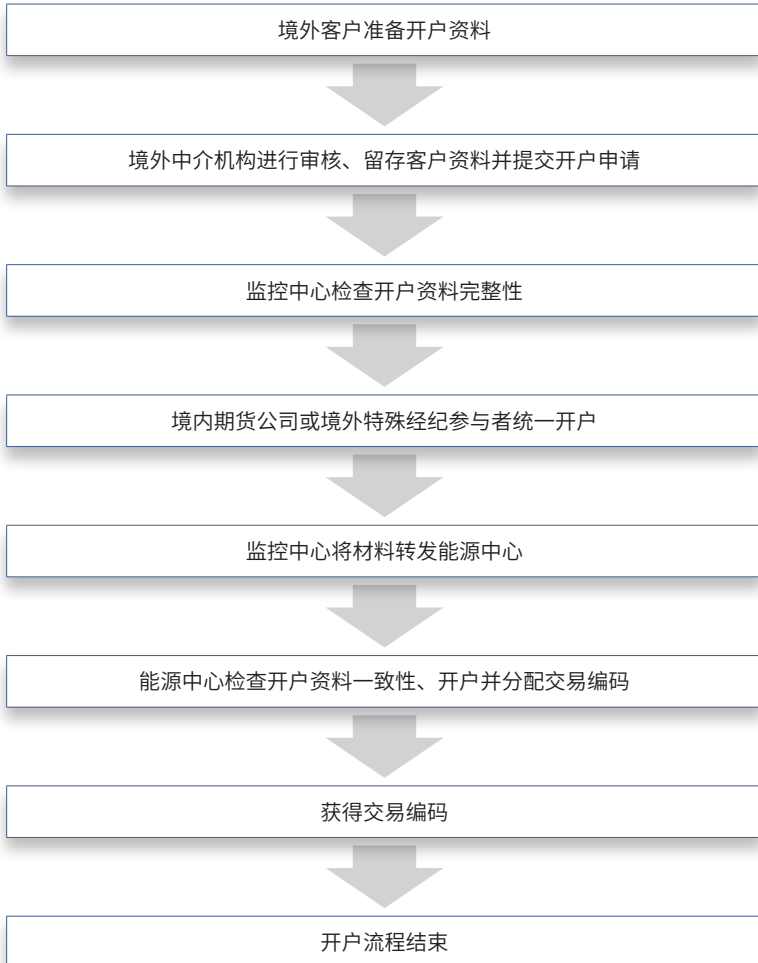 境外客户准备开户资料
境外中介机构进行审核、留存客户资料并提交开户申请
监控中心检查开户资料完整性
境内期货公司或境外特殊经纪参与者统一开户
监控中心将材料转发能源中心
能源中心检查开户资料一致性、开户并分配交易编码
获得交易编码
开户流程结束